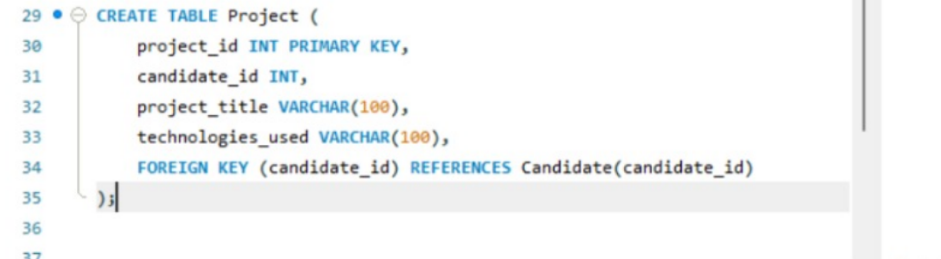 29 CREATE TABLE Project (
30 project_id INT PRIMARY KEY,
31 candidate_id INT,
32 project_title VARCHAR(100),
33 technologies_used VARCHAR(100),
34 FOREIGN KEY (candidate_id) REFERENCES Candidate(candidate_id)
35 );
36
37